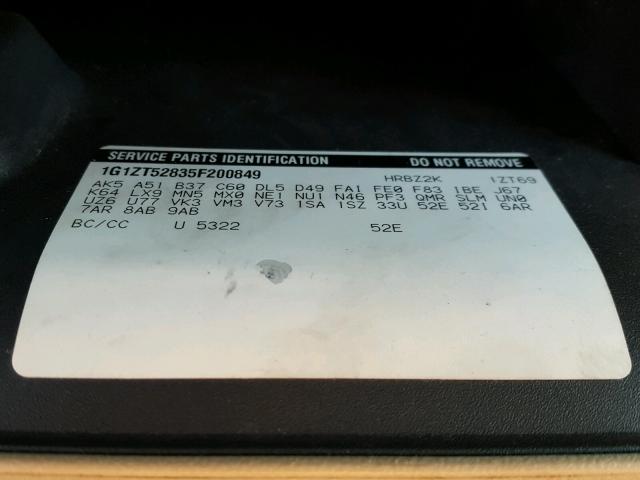 SERVICE PARTS IDENTIFICATION DO NOT REMOVE
1G1ZT52835F200849 HRBZ2K 1ZT69
AK5 A51 B37 C60 DL5 D49 FA1 FE0 F83 IBE J67
K64 LX9 MN5 MX0 NE1 NU1 N46 PF3 QMR SLM UN0
UZ6 U77 VK3 VM3 V73 1SA 1SZ 33U 52E 52I 6AR
7AR 8AB 9AB
BC/CC U 5322 52E